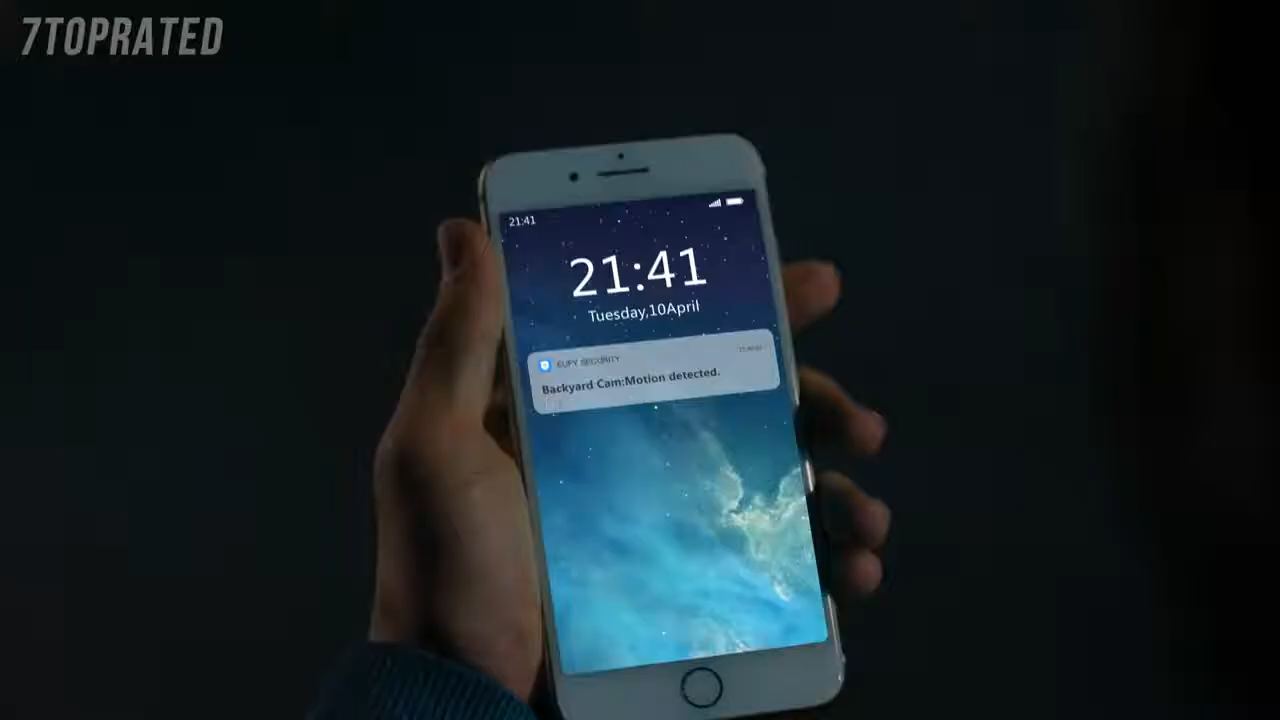 7TOPRATED
21:41
21:41
Tuesday,10April
EUFY SECURITY
Backyard Cam:Motion detected.